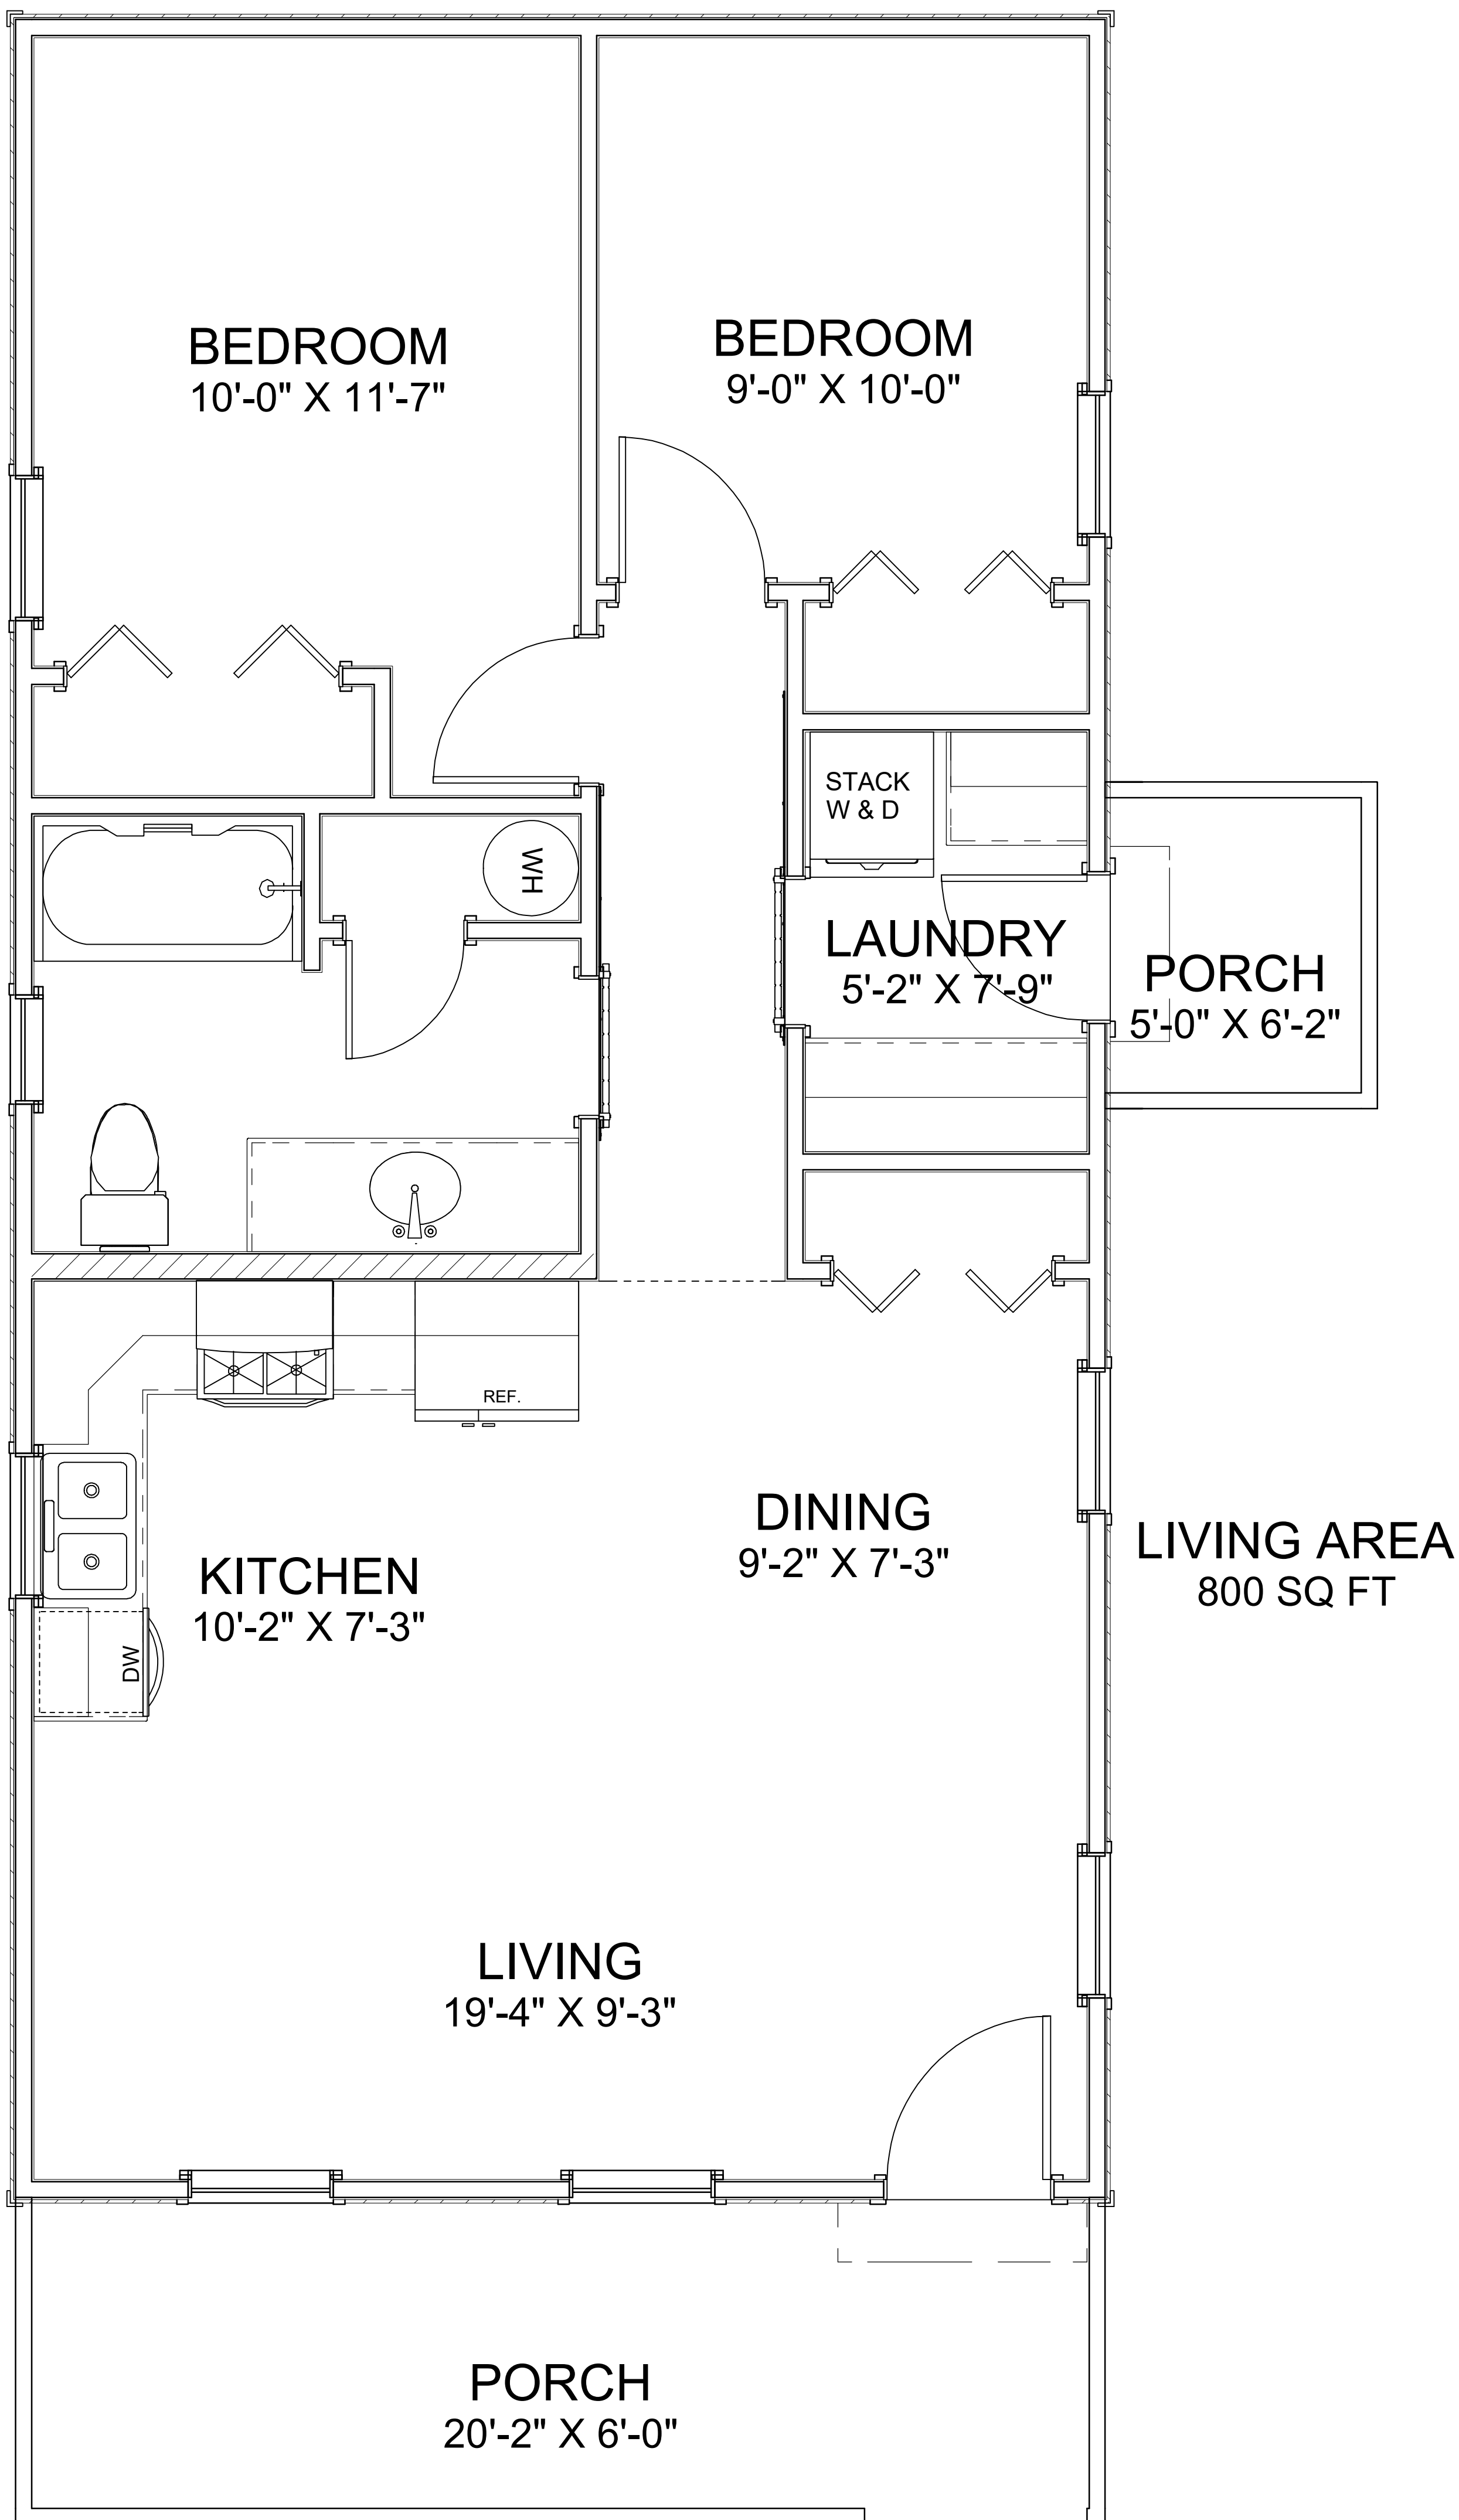 BEDROOM
10'-0" X 11'-7"
BEDROOM
9'-0" X 10'-0"
STACK
W & D
WH
LAUNDRY
5'-2" X 7'-9"
PORCH
5'-0" X 6'-2"
REF.
DINING
9'-2" X 7'-3"
KITCHEN
10'-2" X 7'-3"
DW
LIVING AREA
800 SQ FT
LIVING
19'-4" X 9'-3"
PORCH
20'-2" X 6'-0"